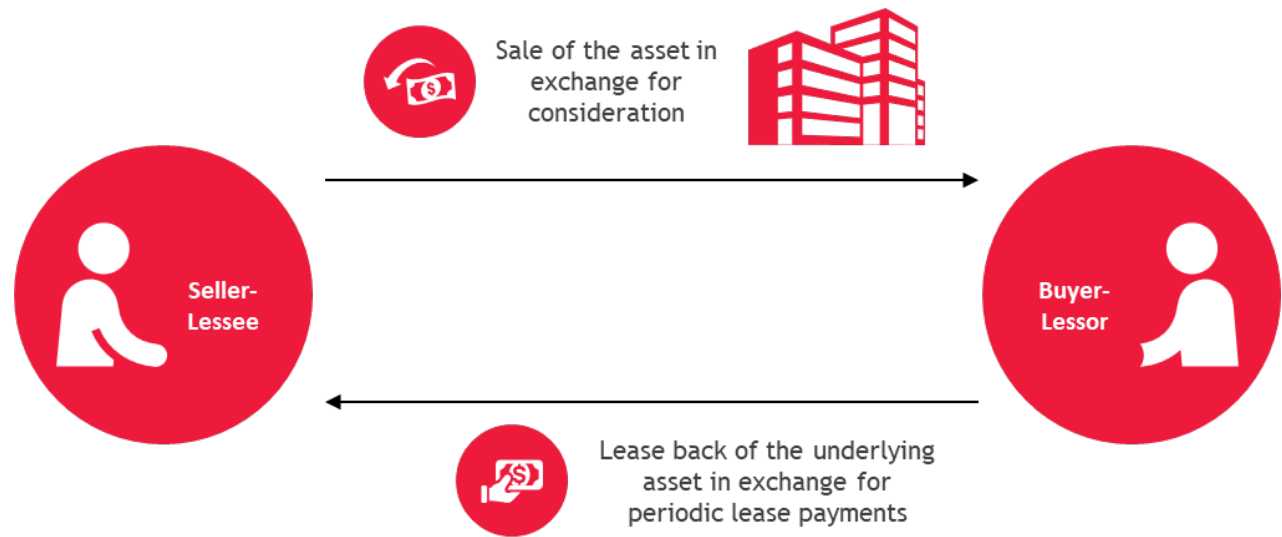 Sale of the asset in
exchange for
consideration
Seller-
Lessee
Buyer-
Lessor
Lease back of the underlying
asset in exchange for
periodic lease payments